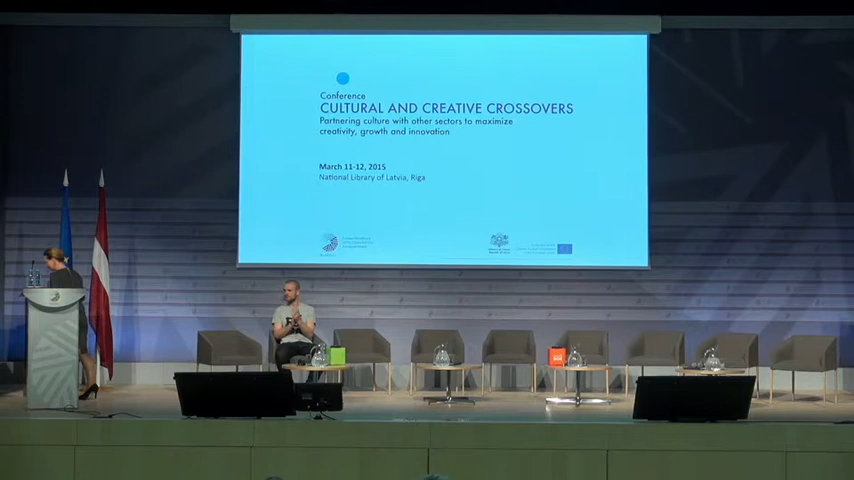 Conference
CULTURAL AND CREATIVE CROSSOVERS
Partnering culture with other sectors to maximize
creativity, growth and innovation
March 11-12, 2015
National Library of Latvia, Riga